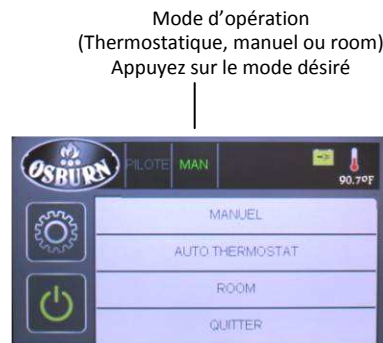 Mode d’opération
(Thermostatique, manuel ou room)
Appuyez sur le mode désiré
OSBURN
PILOTE MAN
90.7°F
MANUEL
AUTO THERMOSTAT
ROOM
QUITTER